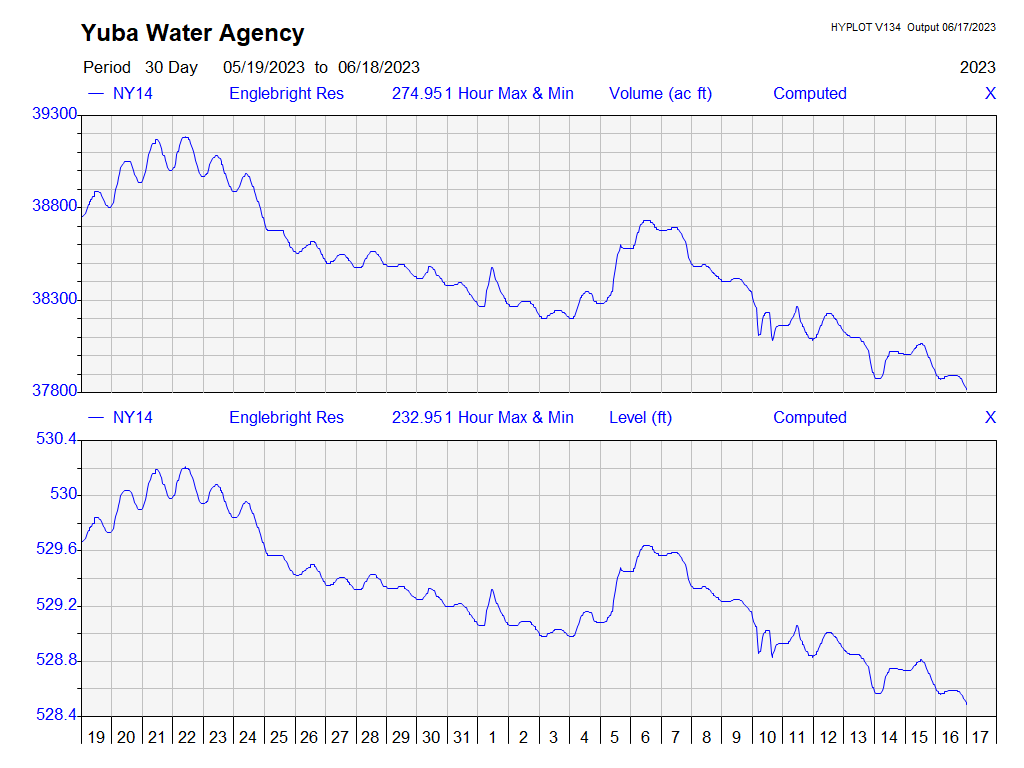 Yuba Water Agency
HYPLOT V134 Output 06/17/2023
Period 30 Day 05/19/2023 to 06/18/2023 2023
NY14 Englebright Res 274.951 Hour Max & Min Volume (ac ft) Computed X
39300
38800
38300
37800
NY14 Englebright Res 232.951 Hour Max & Min Level (ft) Computed X
530.4
530
529.6
529.2
528.8
528.4
19 20 21 22 23 24 25 26 27 28 29 30 31 1 2 3 4 5 6 7 8 9 10 11 12 13 14 15 16 17